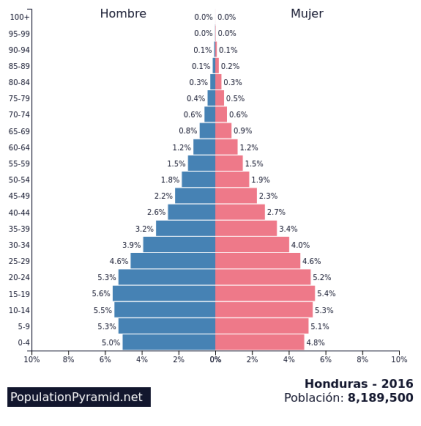 Hombre Mujer
100+ 0.0% 0.0%
95-99 0.0% 0.0%
90-94 0.1% 0.1%
85-89 0.1% 0.2%
80-84 0.3% 0.3%
75-79 0.4% 0.5%
70-74 0.6% 0.6%
65-69 0.8% 0.9%
60-64 1.2% 1.2%
55-59 1.5% 1.5%
50-54 1.8% 1.9%
45-49 2.2% 2.3%
40-44 2.6% 2.7%
35-39 3.2% 3.4%
30-34 3.9% 4.0%
25-29 4.6% 4.6%
20-24 5.3% 5.2%
15-19 5.6% 5.4%
10-14 5.5% 5.3%
5-9 5.3% 5.1%
0-4 5.0% 4.8%
10% 8% 6% 4% 2% 0% 2% 4% 6% 8% 10%
Honduras - 2016
PopulationPyramid.net Población: 8,189,500